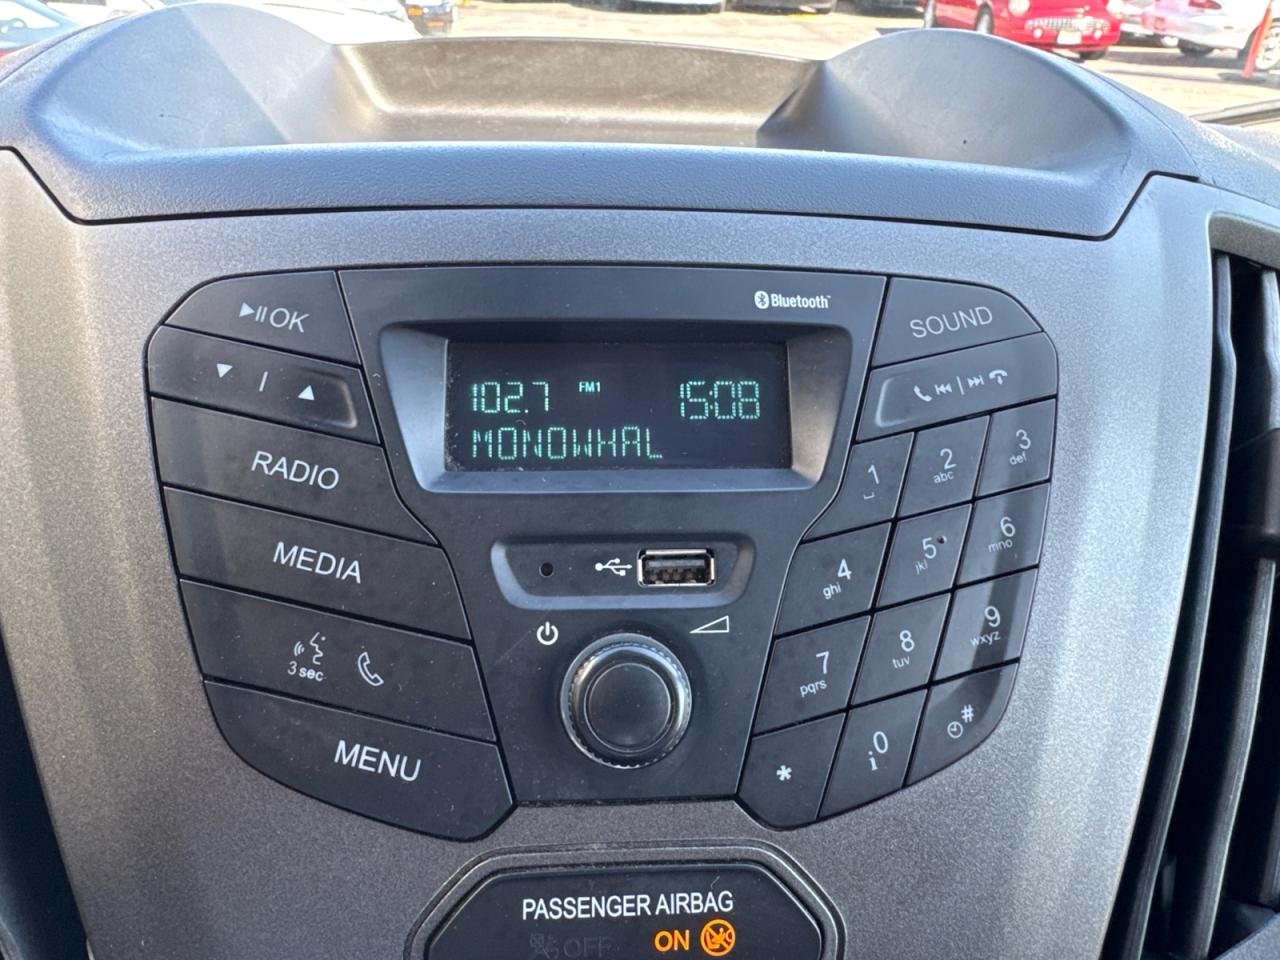 Bluetooth
OK
SOUND
102.7 FM1 15:08
MONOWHAL
RADIO
MEDIA
3 sec
MENU
1
2 abc
3 def
4 ghi
5 jkl
6 mno
7 pqrs
8 tuv
9 wxyz
*
0 i
#
PASSENGER AIRBAG
OFF ON